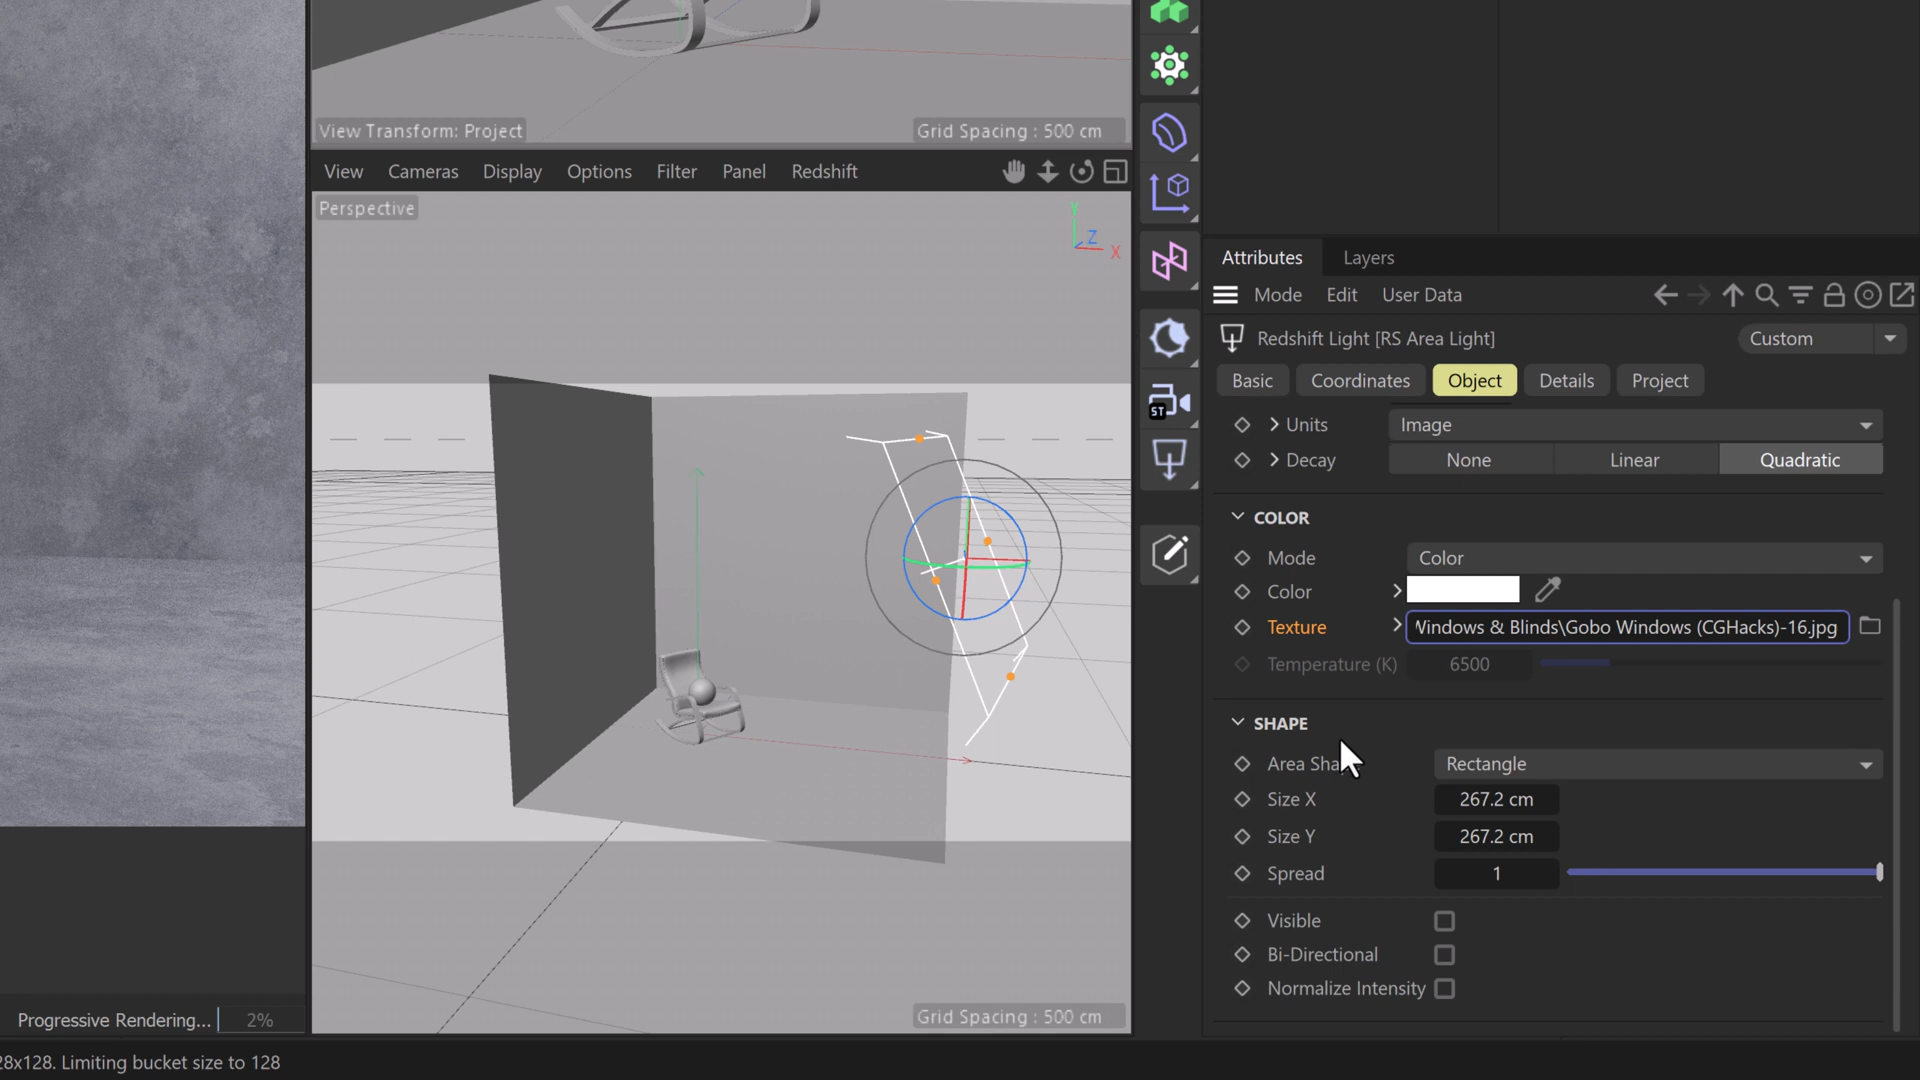 View Transform: Project
Grid Spacing : 500 cm
View Cameras Display Options Filter Panel Redshift
Perspective
Y
Z
X
Grid Spacing : 500 cm
Progressive Rendering... 2%
28x128. Limiting bucket size to 128
ST
Attributes Layers
Mode Edit User Data
Redshift Light [RS Area Light] Custom
Basic Coordinates Object Details Project
Units Image
Decay None Linear Quadratic
COLOR
Mode Color
Color
Texture Windows & Blinds\Gobo Windows (CGHacks)-16.jpg
Temperature (K) 6500
SHAPE
Area Sha Rectangle
Size X 267.2 cm
Size Y 267.2 cm
Spread 1
Visible
Bi-Directional
Normalize Intensity